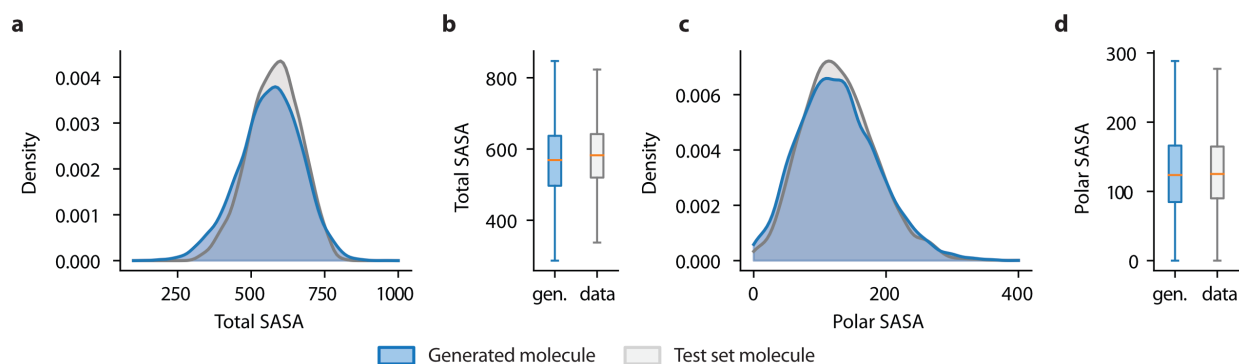 a
Density
0.004
0.003
0.002
0.001
0.000
250 500 750 1000
Total SASA
b
Total SASA
800
600
400
gen. data
c
Density
0.006
0.004
0.002
0.000
0 200 400
Polar SASA
d
Polar SASA
300
200
100
0
gen. data
Generated molecule Test set molecule